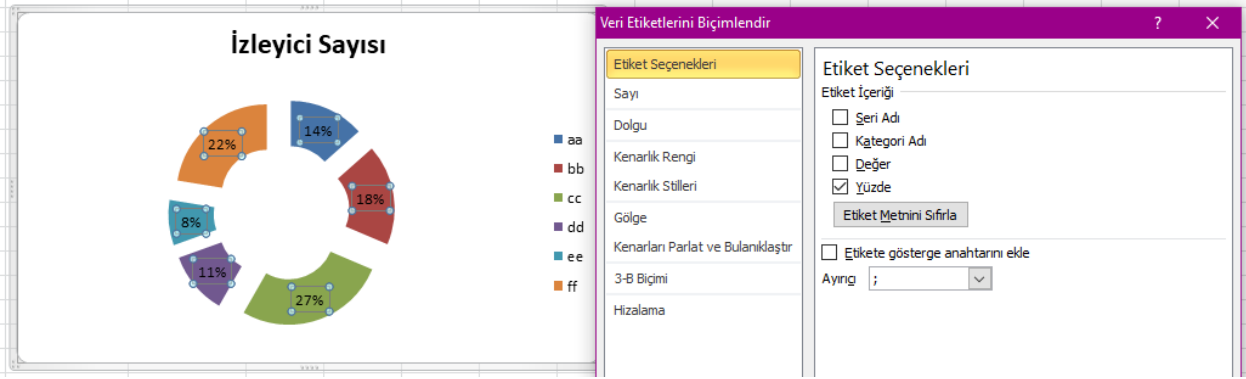 İzleyici Sayısı
14%
18%
27%
11%
8%
22%
aa
bb
cc
dd
ee
ff
Veri Etiketlerini Biçimlendir
?
Etiket Seçenekleri
Sayı
Dolgu
Kenarlık Rengi
Kenarlık Stilleri
Gölge
Kenarları Parlat ve Bulanıklaştır
3-B Biçimi
Hizalama
Etiket Seçenekleri
Etiket İçeriği
Seri Adı
Kategori Adı
Değer
Yüzde
Etiket Metnini Sıfırla
Etikete gösterge anahtarını ekle
Ayırıcı ;